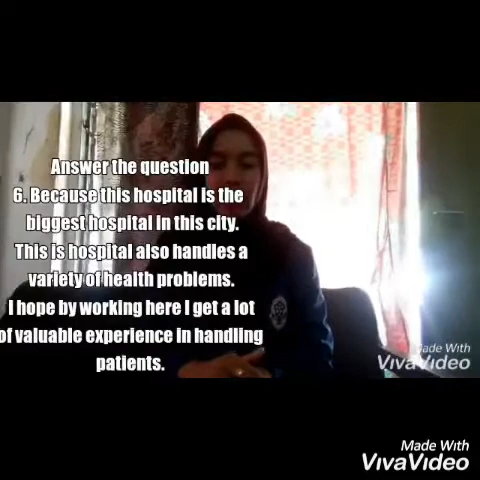 Answer the question
6. Because this hospital is the
biggest hospital in this city.
This is hospital also handles a
variety of health problems.
I hope by working here I get a lot
of valuable experience in handling
patients.
Made With
VivaVideo
Made With
VivaVideo